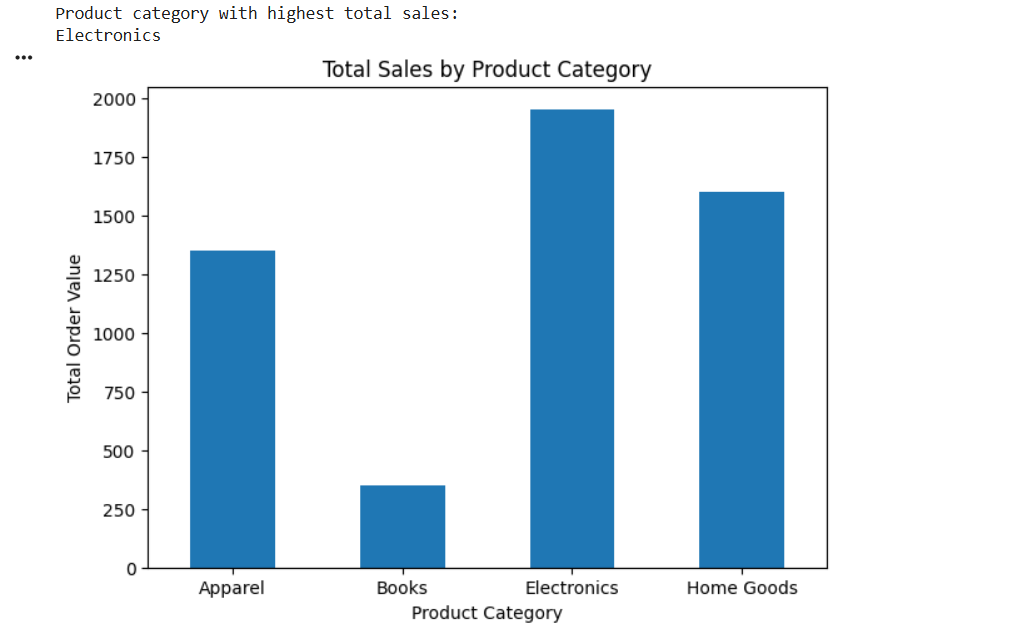 Product category with highest total sales:
Electronics
Total Sales by Product Category
Total Order Value
2000
1750
1500
1250
1000
750
500
250
0
Apparel Books Electronics Home Goods
Product Category